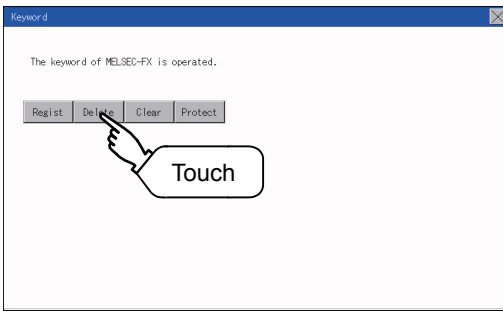 Keyword
The keyword of MELSEC-FX is operated.
Regist Delete Clear Protect
Touch